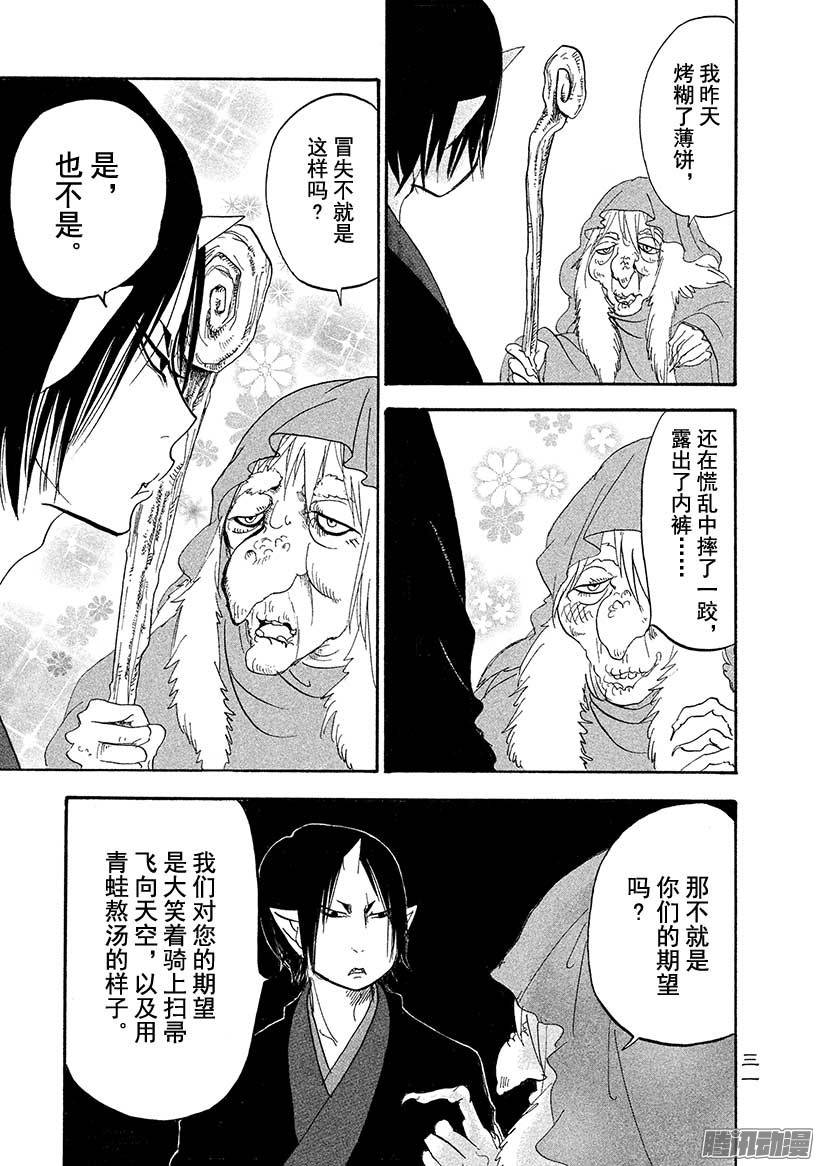 我昨天
烤糊了薄饼，
还在慌乱中摔了一跤，
露出了内裤……
冒失不就是
这样吗？
是，
也不是。
那不就是
你们的期望
吗？
我们对您的期望
是大笑着骑上扫帚
飞向天空，以及用
青蛙熬汤的样子。
三一
腾讯动漫